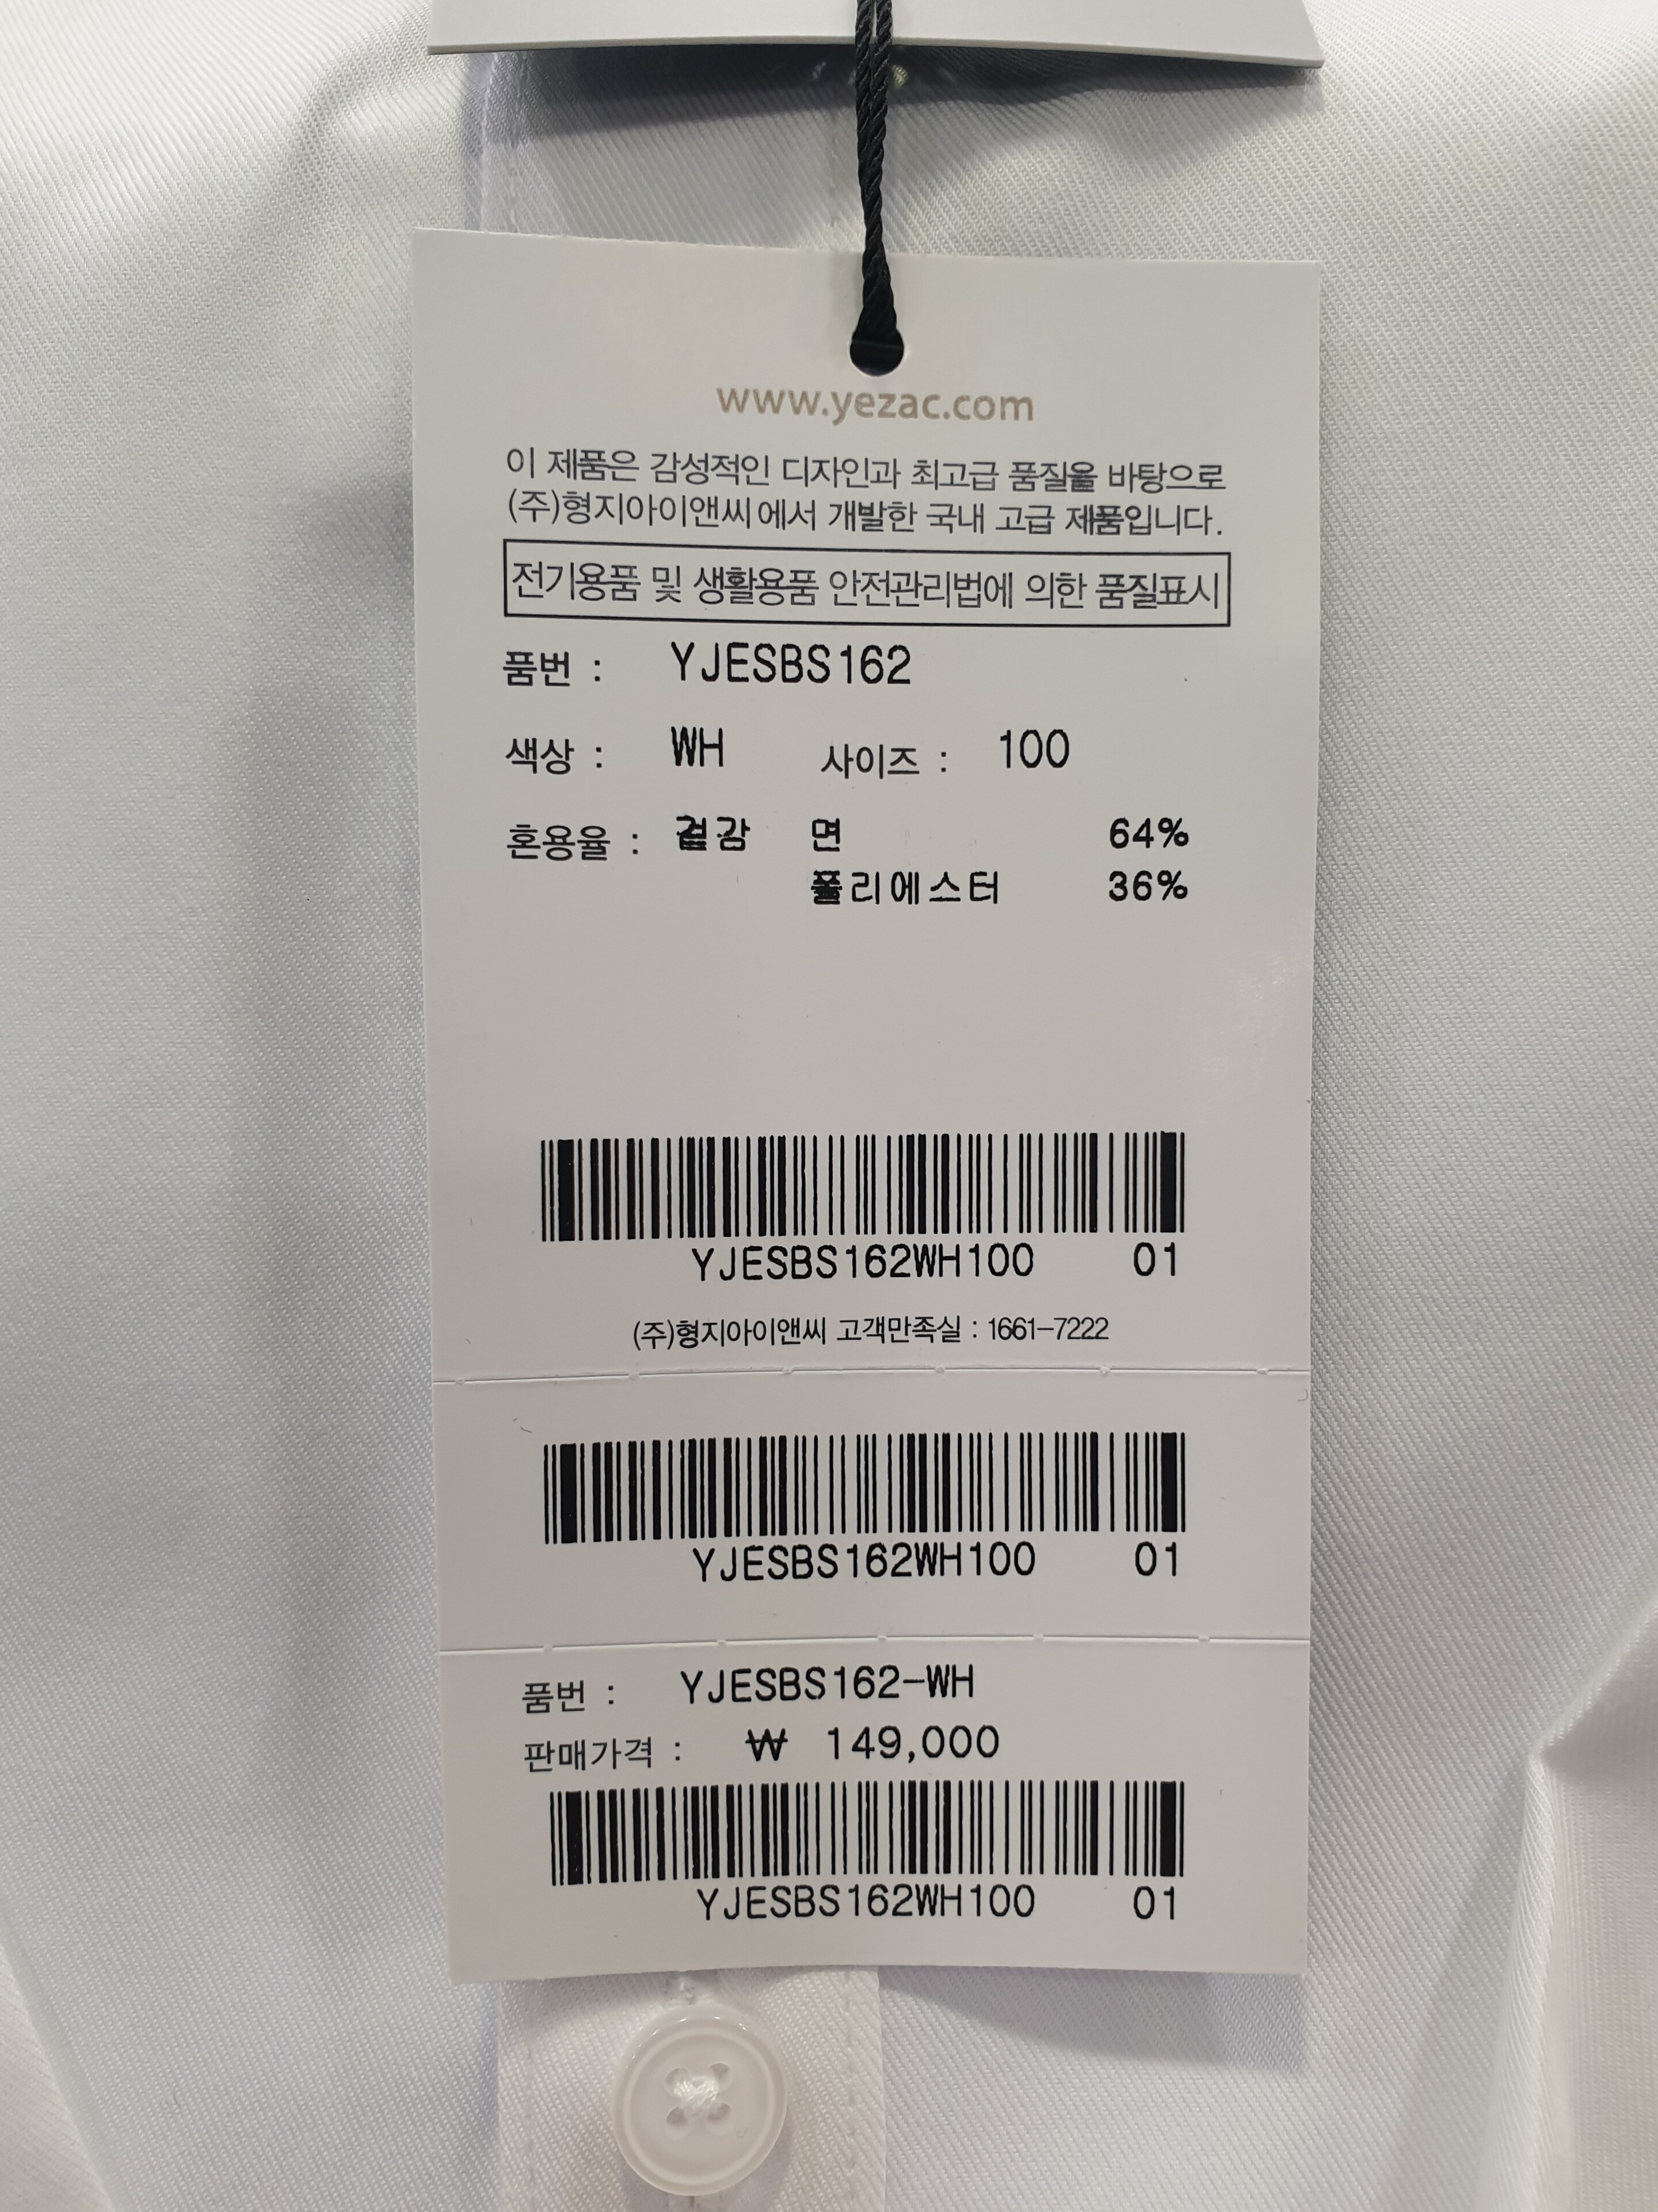 www.yezac.com
이 제품은 감성적인 디자인과 최고급 품질을 바탕으로
(주)형지아이앤씨에서 개발한 국내 고급 제품입니다.
전기용품 및 생활용품 안전관리법에 의한 품질표시
품번 : YJESBS162
색상 : WH 사이즈 : 100
혼용율 : 겉감 면 64%
폴리에스터 36%
YJESBS162WH100 01
(주)형지아이앤씨 고객만족실 : 1661-7222
YJESBS162WH100 01
품번 : YJESBS162-WH
판매가격 : ₩ 149,000
YJESBS162WH100 01